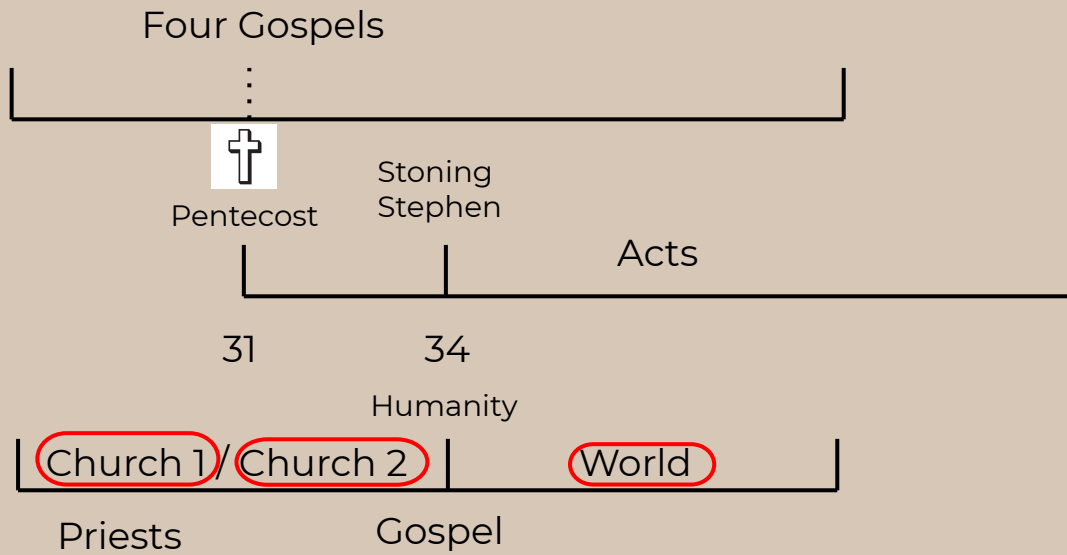 Four Gospels
Stoning
Stephen
Pentecost
Acts
31 34
Humanity
Church 1 / Church 2 World
Priests Gospel